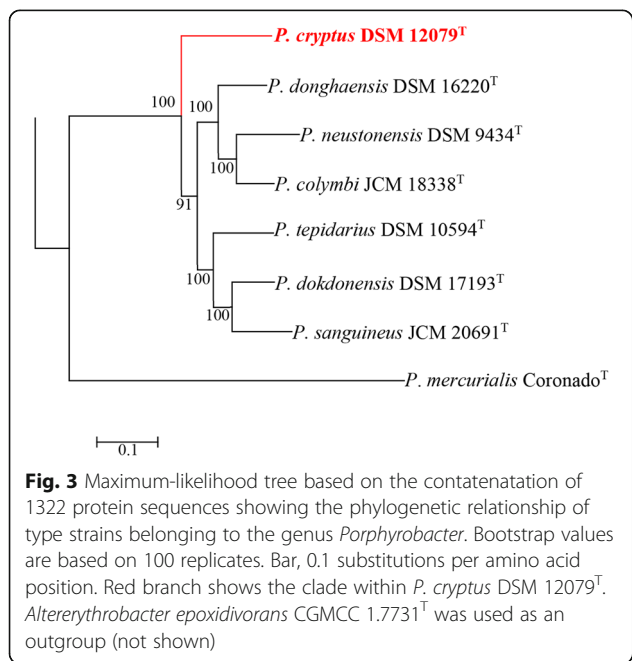 P. cryptus DSM 12079ᵀ
100
100
P. donghaensis DSM 16220ᵀ
P. neustonensis DSM 9434ᵀ
100
P. colymbi JCM 18338ᵀ
91
P. tepidarius DSM 10594ᵀ
100
P. dokdonensis DSM 17193ᵀ
100
P. sanguineus JCM 20691ᵀ
P. mercurialis Coronadoᵀ
0.1
Fig. 3 Maximum-likelihood tree based on the contatenatation of
1322 protein sequences showing the phylogenetic relationship of
type strains belonging to the genus Porphyrobacter. Bootstrap values
are based on 100 replicates. Bar, 0.1 substitutions per amino acid
position. Red branch shows the clade within P. cryptus DSM 12079ᵀ.
Altererythrobacter epoxidivorans CGMCC 1.7731ᵀ was used as an
outgroup (not shown)